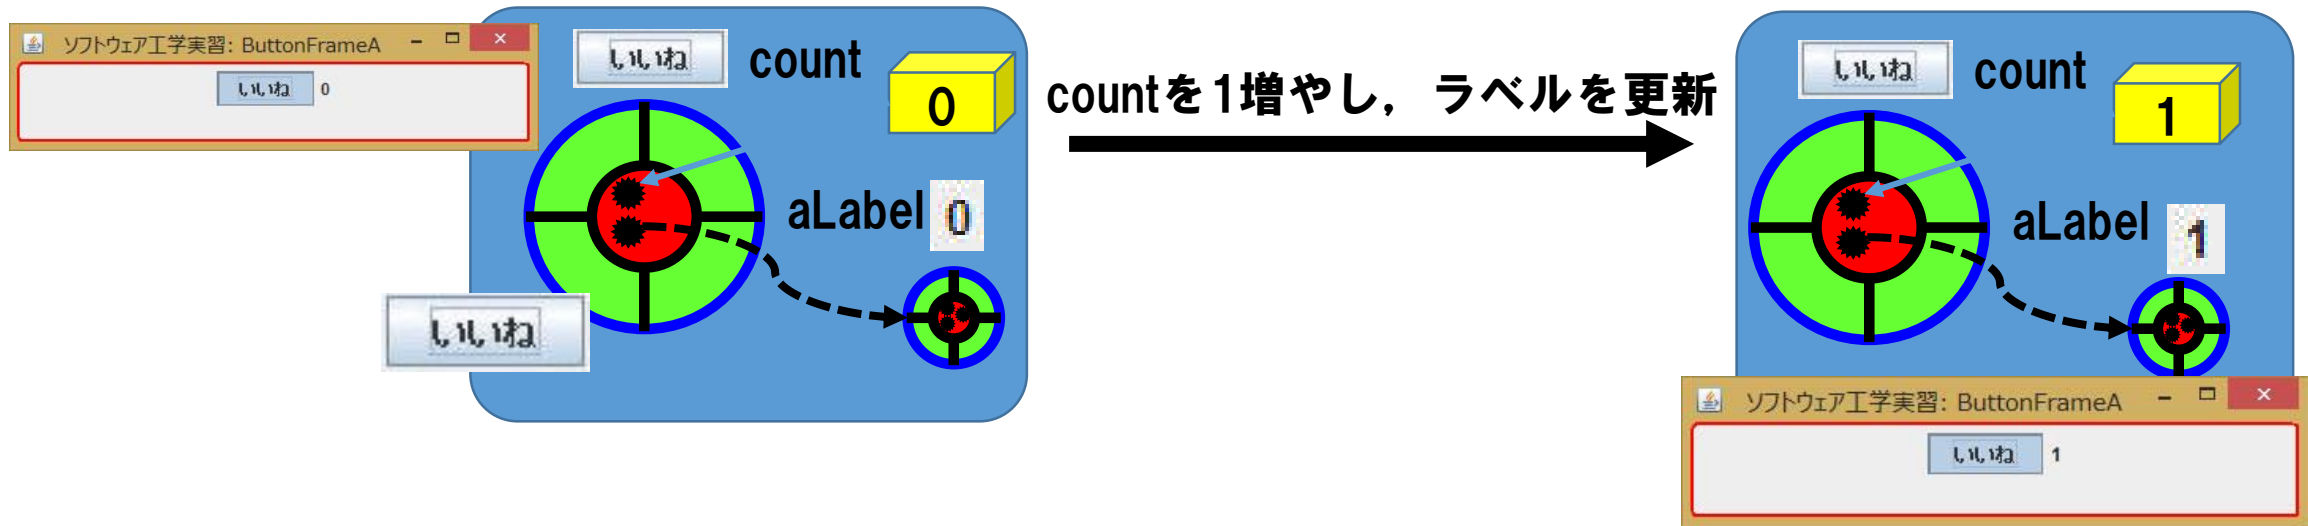 ソフトウェア工学実習: ButtonFrameA
いいね 0
いいね
count
0
aLabel 0
いいね
countを1増やし，ラベルを更新
いいね
count
1
aLabel 1
ソフトウェア工学実習: ButtonFrameA
いいね 1